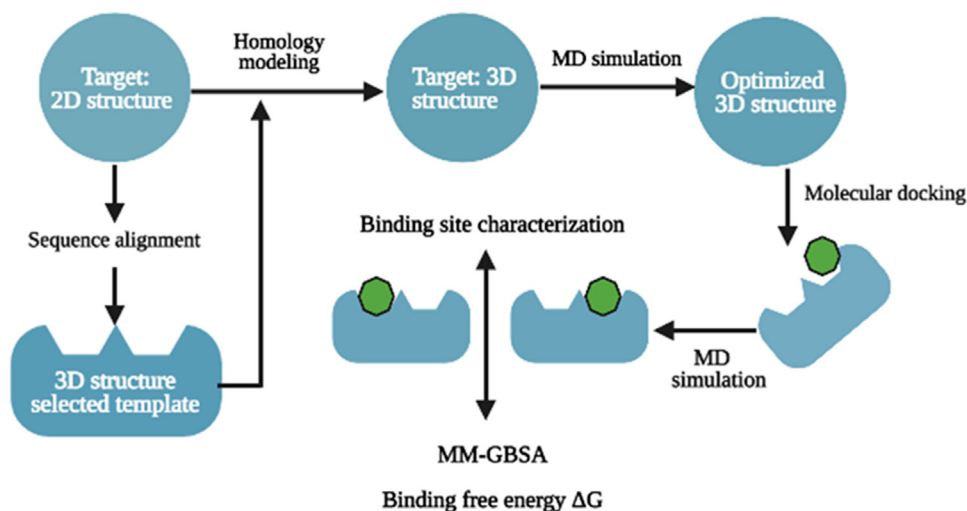 Target:
2D structure
Homology
modeling
Target: 3D
structure
MD simulation
Optimized
3D structure
Molecular docking
Sequence alignment
Binding site characterization
3D structure
selected template
MD
simulation
MM-GBSA
Binding free energy ΔG